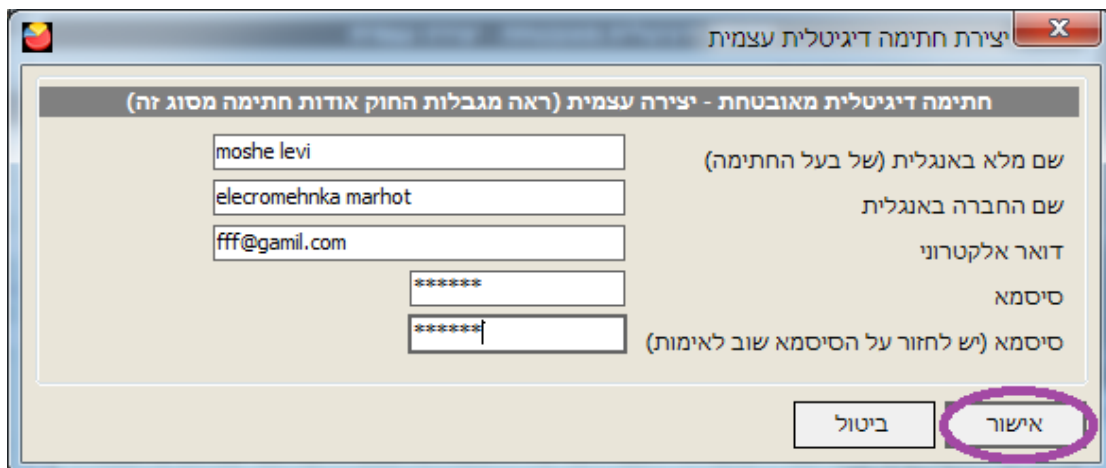 יצירת חתימה דיגיטלית עצמית
חתימה דיגיטלית מאובטחת - יצירה עצמית (ראה מגבלות החוק אודות חתימה מסוג זה)
שם מלא באנגלית (של בעל החתימה) moshe levi
שם החברה באנגלית elecromehnka marhot
דואר אלקטרוני fff@gamil.com
סיסמא ******
סיסמא (יש לחזור על הסיסמא שוב לאימות) ******
אישור ביטול